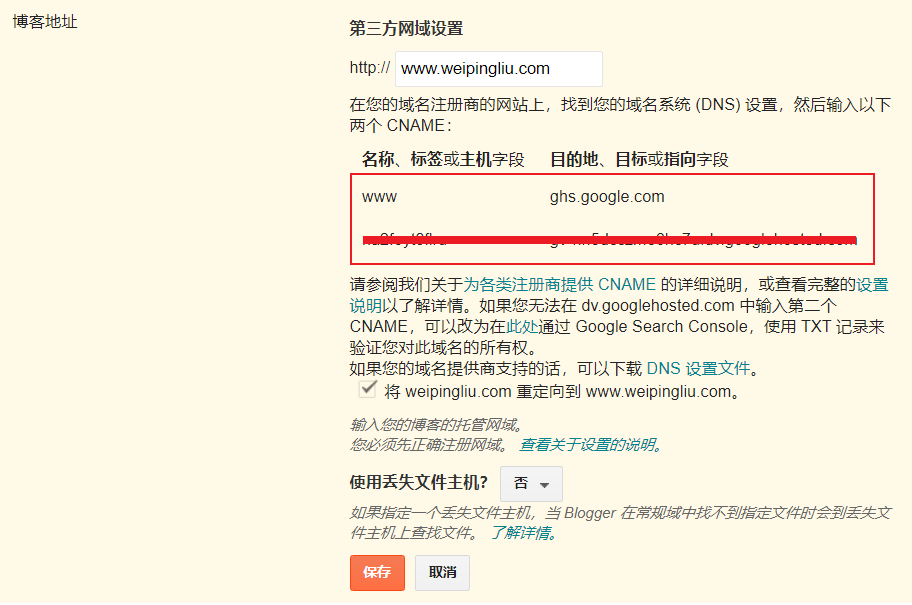 博客地址
第三方网域设置
http:// www.weipingliu.com
在您的域名注册商的网站上，找到您的域名系统 (DNS) 设置，然后输入以下
两个 CNAME：
名称、标签或主机字段 目的地、目标或指向字段
www ghs.google.com
请参阅我们关于为各类注册商提供 CNAME 的详细说明，或查看完整的设置
说明以了解详情。如果您无法在 dv.googlehosted.com 中输入第二个
CNAME，可以改为在此处通过 Google Search Console，使用 TXT 记录来
验证您对此域名的所有权。
如果您的域名提供商支持的话，可以下载 DNS 设置文件。
将 weipingliu.com 重定向到 www.weipingliu.com。
输入您的博客的托管网域。
您必须先正确注册网域。 查看关于设置的说明。
使用丢失文件主机？ 否
如果指定一个丢失文件主机，当 Blogger 在常规域中找不到指定文件时会到丢失文
件主机上查找文件。 了解详情。
保存 取消